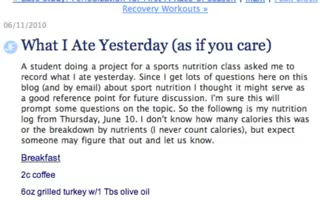 Recovery Workouts »
06/11/2010
What I Ate Yesterday (as if you care)
A student doing a project for a sports nutrition class asked me to
record what i ate yesterday. Since I get lots of questions here on this
blog (and by email) about sport nutrition I thought it might serve as
a good reference point for future discussion. I'm sure this will
prompt some questions on the topic. So the followng is my nutrition
log from Thursday, June 10. I don't know how many calories this was
or the breakdown by nutrients (I never count calories), but expect
someone may figure that out and let us know.
Breakfast
2c coffee
6oz grilled turkey w/1 Tbs olive oil